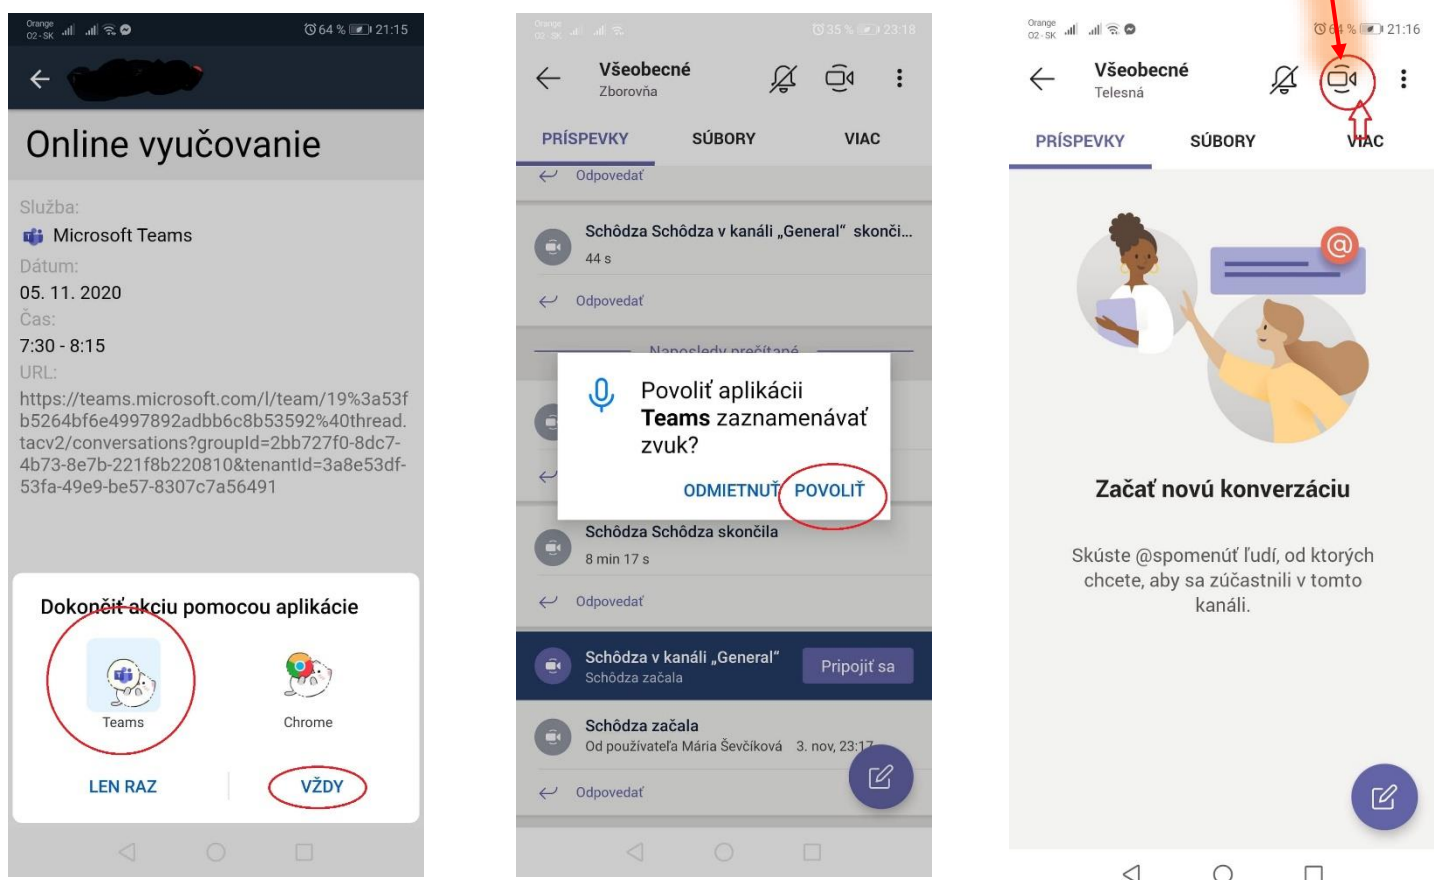 Orange
O2 - SK
64 % 21:15
Online vyučovanie
Služba:
Microsoft Teams
Dátum:
05. 11. 2020
Čas:
7:30 - 8:15
URL:
https://teams.microsoft.com/l/team/19%3a53f
b5264bf6e4997892adbb6c8b53592%40thread.
tacv2/conversations?groupId=2bb727f0-8dc7-
4b73-8e7b-221f8b220810&tenantId=3a8e53df-
53fa-49e9-be57-8307c7a56491
Dokončiť akciu pomocou aplikácie
Teams
Chrome
LEN RAZ
VŽDY
Orange
O2 - SK
35 % 23:18
Všeobecné
Zborovňa
PRÍSPEVKY SÚBORY VIAC
Odpovedať
Schôdza Schôdza v kanáli „General“ skonči...
44 s
Odpovedať
Naposledy prečítané
Povoliť aplikácii
Teams zaznamenávať
zvuk?
ODMIETNUŤ POVOLIŤ
Schôdza Schôdza skončila
8 min 17 s
Odpovedať
Schôdza v kanáli „General“
Schôdza začala
Pripojiť sa
Schôdza začala
Od používateľa Mária Ševčíková 3. nov, 23:17
Odpovedať
Orange
O2 - SK
64 % 21:16
Všeobecné
Telesná
PRÍSPEVKY SÚBORY VIAC
@
Začať novú konverzáciu
Skúste @spomenúť ľudí, od ktorých
chcete, aby sa zúčastnili v tomto
kanáli.